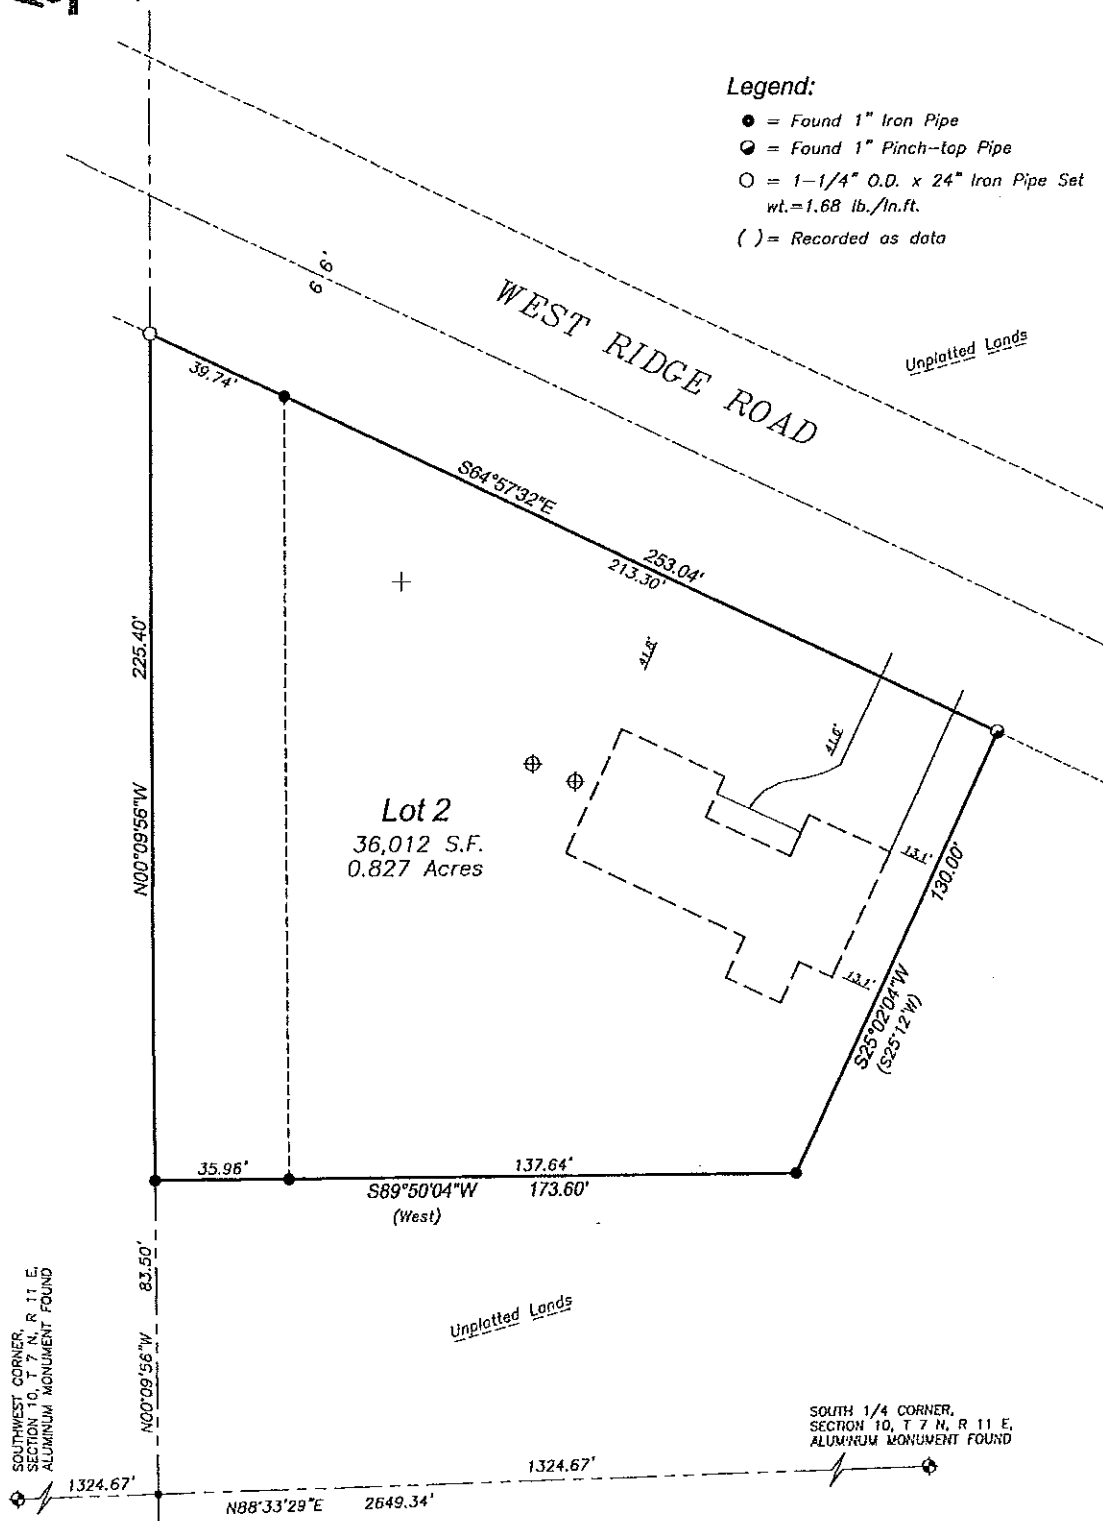 Legend:
● = Found 1" Iron Pipe
= Found 1" Pinch-top Pipe
○ = 1-1/4" O.D. x 24" Iron Pipe Set
wt.=1.68 lb./ln.ft.
( )= Recorded as data
6 6'
WEST RIDGE ROAD
Unplatted Lands
39.74'
S64°57'32"E
253.04'
213.30'
225.40'
N00°09'56"W
41.8'
41.6'
Lot 2
36,012 S.F.
0.827 Acres
13.1'
130.00'
13.1'
S25°02'04"W
(S25°12'W)
35.96'
137.64'
S89°50'04"W
173.60'
(West)
83.50'
N00°09'56"W
Unplatted Lands
SOUTHWEST CORNER,
SECTION 10, T 7 N, R 11 E,
ALUMINUM MONUMENT FOUND
SOUTH 1/4 CORNER,
SECTION 10, T 7 N, R 11 E,
ALUMINUM MONUMENT FOUND
1324.67'
1324.67'
N88°33'29"E
2649.34'